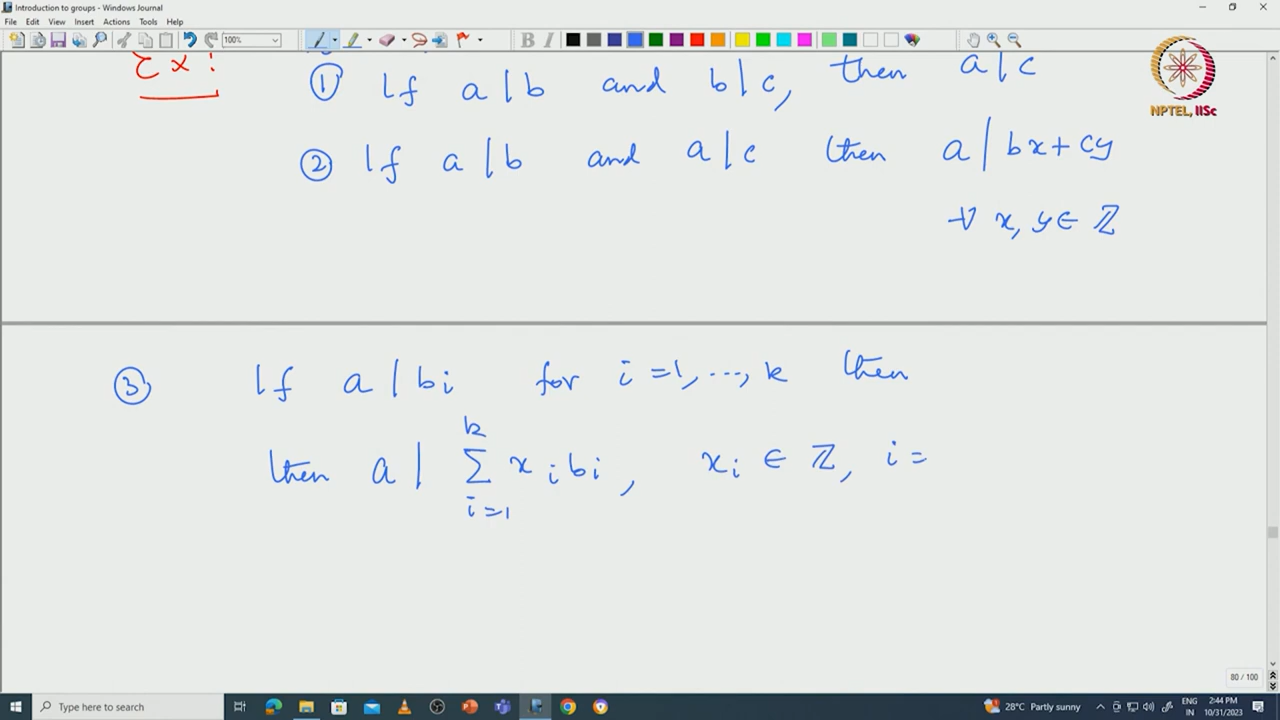 Introduction to groups - Windows Journal
File Edit View Insert Actions Tools Help
100%
B I
NPTEL, IISc
Ex:
① If a | b and b | c, then a | c
② If a | b and a | c then a | bx + cy
∀ x, y ∈ ℤ
③ If a | bi for i = 1, ..., k then
then a | k Σ i=1 x i bi, xi ∈ ℤ, i =
80 / 100
Type here to search
28°C Partly sunny
ENG
IN
2:44 PM
10/31/2023